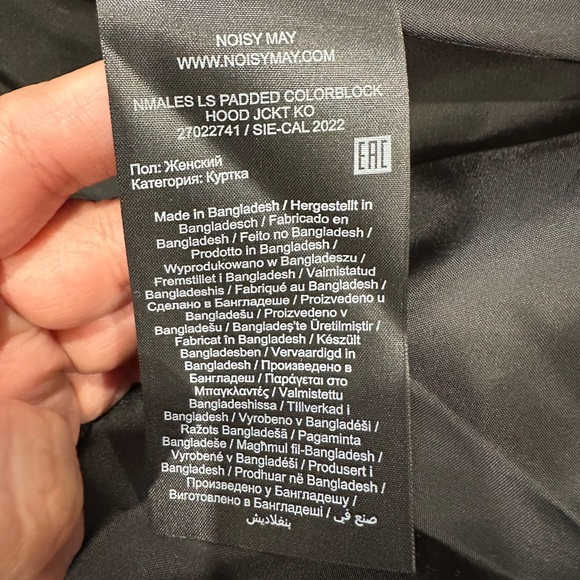 NOISY MAY
WWW.NOISYMAY.COM
NMALES LS PADDED COLORBLOCK
HOOD JCKT KO
27022741 / SIE-CAL 2022
EAC
Пол: Женский
Категория: Куртка
Made in Bangladesh / Hergestellt in
Bangladesch / Fabricado en
Bangladesh / Feito no Bangladesh /
Prodotto in Bangladesh /
Wyprodukowano w Bangladeszu /
Fremstillet i Bangladesh / Valmistatud
Bangladeshis / Fabriqué au Bangladesh /
Сделано в Бангладеше / Proizvedeno u
Bangladešu / Proizvedeno v
Bangladešu / Bangladeş'te Üretilmiştir /
Fabricat în Bangladesh / Készült
Bangladesben / Vervaardigd in
Bangladesh / Произведено в
Бангладеш / Παράγεται στο
Μπαγκλαντές / Valmistettu
Bangladeshissa / Tillverkad i
Bangladesh / Vyrobeno v Bangladéši /
Ražots Bangladešā / Pagaminta
Bangladeše / Magħmul fil-Bangladesh /
Vyrobené v Bangladéši / Produsert i
Bangladesh / Prodhuar në Bangladesh /
Произведено у Бангладешу /
Виготовлено в Бангладеші / صنع في
بنغلاديش